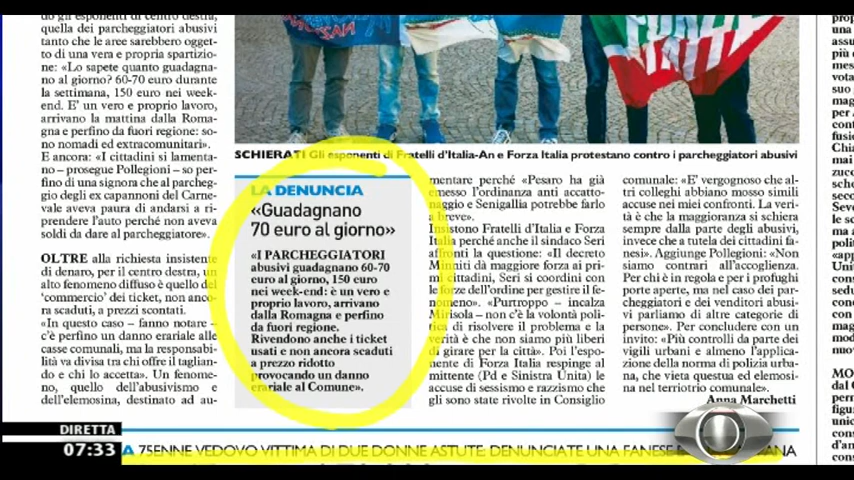 do gli esponenti di centro destra,
quella dei parcheggiatori abusivi
tanto che le aree sarebbero ogget-
to di una vera e propria spartizio-
ne: «Lo sapete quanto guadagna-
no al giorno? 60-70 euro durante
la settimana, 150 euro nei week-
end. E' un vero e proprio lavoro,
arrivano la mattina dalla Roma-
gna e perfino da fuori regione: so-
no nomadi ed extracomunitari».
E ancora: «I cittadini si lamenta-
no – prosegue Pollegioni – so per-
fino di una signora che al parcheg-
gio degli ex capannoni del Carne-
vale aveva paura di andarsi a ri-
prendere l'auto perché non aveva
soldi da dare al parcheggiatore».
OLTRE alla richiesta insistente
di denaro, per il centro destra, un
alto fenomeno diffuso è quello del
'commercio' dei ticket, non anco-
ra scaduti, a prezzi scontati.
«In questo caso – fanno notare –
c'è perfino un danno erariale alle
casse comunali, ma la responsabi-
lità va divisa tra chi offre il taglian-
do e chi lo accetta». Un fenome-
no, quello dell'abusivismo e
dell'elemosina, destinato ad au-
SCHIERATI Gli esponenti di Fratelli d'Italia-An e Forza Italia protestano contro i parcheggiatori abusivi
LA DENUNCIA
«Guadagnano
70 euro al giorno»
«I PARCHEGGIATORI
abusivi guadagnano 60-70
euro al giorno, 150 euro
nei week-end: è un vero e
proprio lavoro, arrivano
dalla Romagna e perfino
da fuori regione.
Rivendono anche i ticket
usati e non ancora scaduti
a prezzo ridotto
provocando un danno
erariale al Comune».
mentare perché «Pesaro ha già
emesso l'ordinanza anti accatto-
naggio e Senigallia potrebbe farlo
a breve».
Insistono Fratelli d'Italia e Forza
Italia perché anche il sindaco Seri
affronti la questione: «Il decreto
Minniti dà maggiore forza ai pri-
mi cittadini, Seri si coordini con
le forze dell'ordine per gestire il fe-
nomeno». «Purtroppo – incalza
Mirisola – non c'è la volontà poli-
tica di risolvere il problema e la
verità è che non siamo più liberi
di girare per la città». Poi l'espo-
nente di Forza Italia respinge al
mittente (Pd e Sinistra Unita) le
accuse di sessismo e razzismo che
gli sono state rivolte in Consiglio
comunale: «E' vergognoso che al-
tri colleghi abbiano mosso simili
accuse nei miei confronti. La veri-
tà è che la maggioranza si schiera
sempre dalla parte degli abusivi,
invece che a tutela dei cittadini fa-
nesi». Aggiunge Pollegioni: «Non
siamo contrari all'accoglienza.
Per chi è in regola e per i profughi
porte aperte, ma nel caso dei par-
cheggiatori e dei venditori abusi-
vi parliamo di altre categorie di
persone». Per concludere con un
invito: «Più controlli da parte dei
vigili urbani e almeno l'applica-
zione della norma di polizia urba-
na, che vieta questua ed elemosi-
na nel territorio comunale».
Anna Marchetti
DIRETTA
07:33
75ENNE VEDOVO VITTIMA DI DUE DONNE ASTUTE: DENUNCIATE UNA FANESE